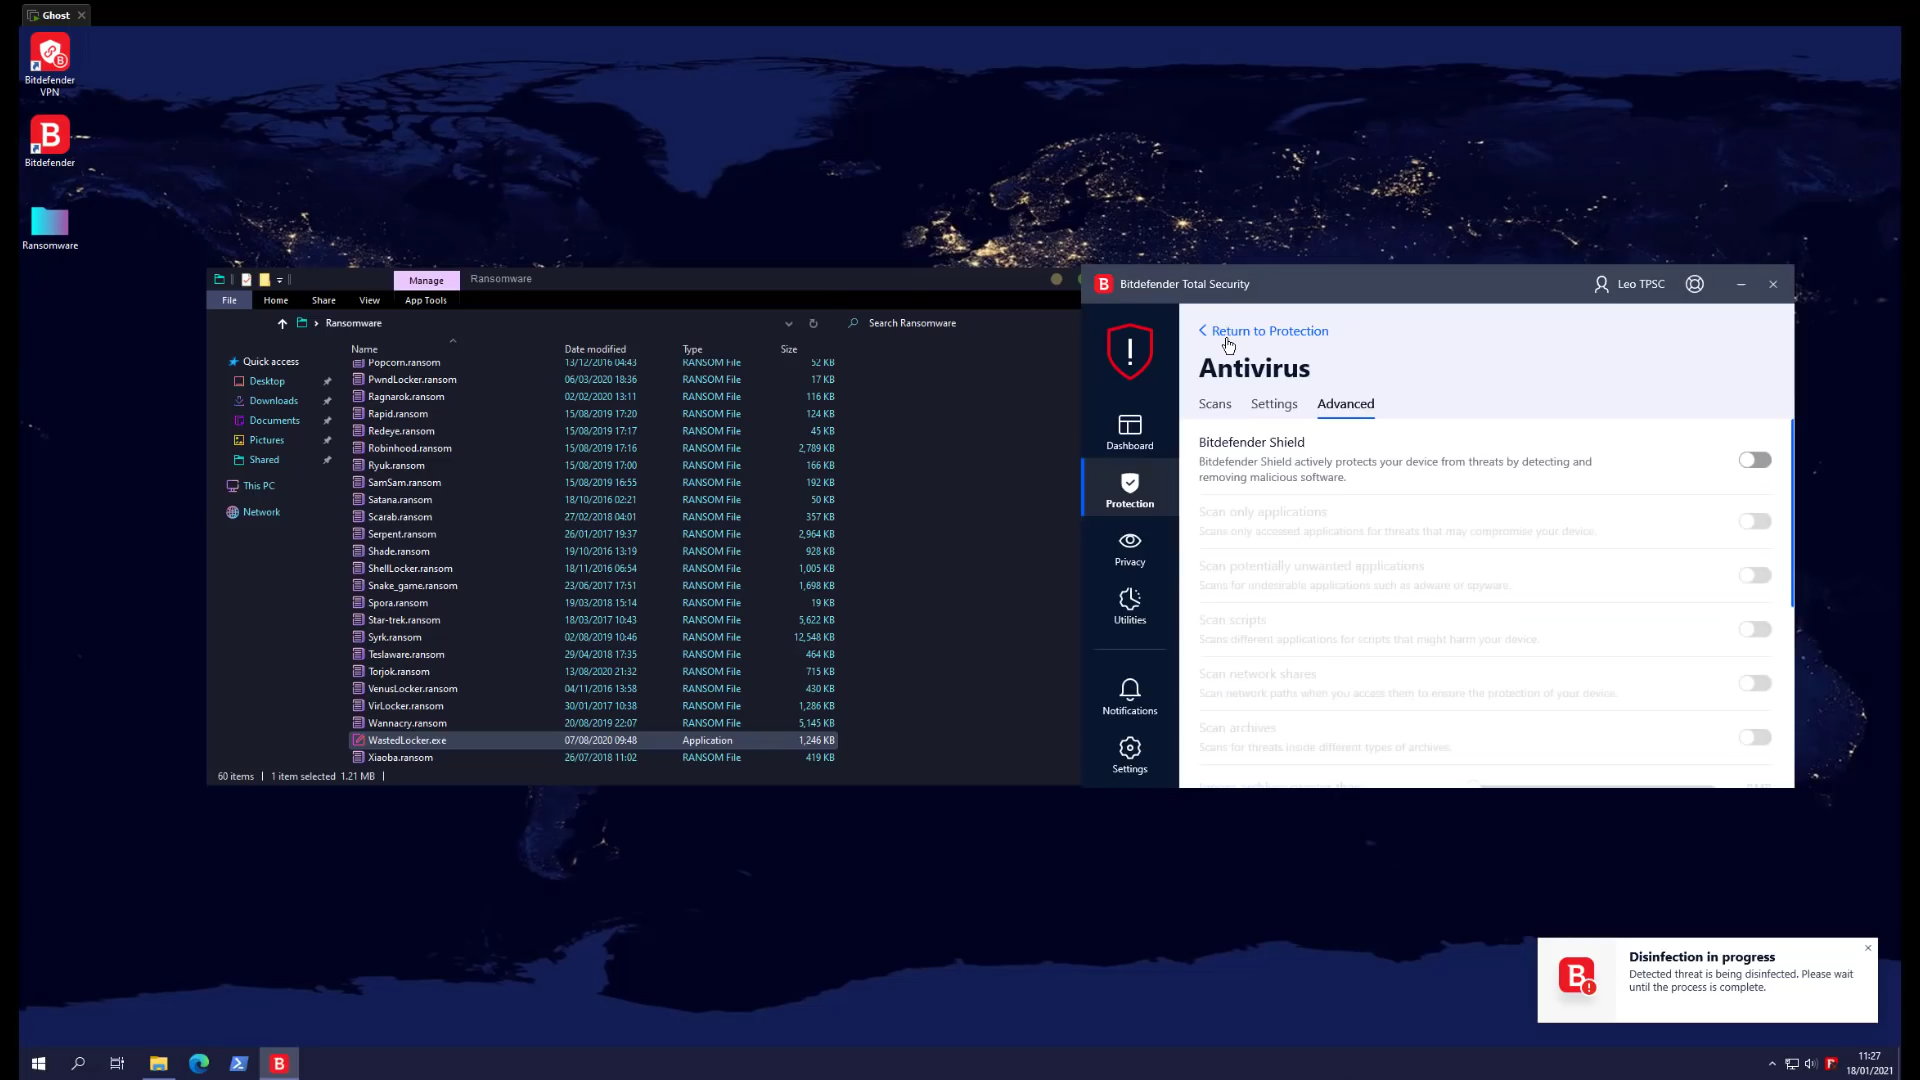 Ghost
Bitdefender
VPN
Bitdefender
Ransomware
Manage
Ransomware
File
Home
Share
View
App Tools
Ransomware
Search Ransomware
Quick access
Desktop
Downloads
Documents
Pictures
Shared
This PC
Network
Name Date modified Type Size
Popcorn.ransom 13/12/2016 04:43 RANSOM File 52 KB
PwndLocker.ransom 06/03/2020 18:36 RANSOM File 17 KB
Ragnarok.ransom 02/02/2020 13:11 RANSOM File 116 KB
Rapid.ransom 15/08/2019 17:20 RANSOM File 124 KB
Redeye.ransom 15/08/2019 17:17 RANSOM File 45 KB
Robinhood.ransom 15/08/2019 17:16 RANSOM File 2,789 KB
Ryuk.ransom 15/08/2019 17:00 RANSOM File 166 KB
SamSam.ransom 15/08/2019 16:55 RANSOM File 192 KB
Satana.ransom 18/10/2016 02:21 RANSOM File 50 KB
Scarab.ransom 27/02/2018 04:01 RANSOM File 357 KB
Serpent.ransom 26/01/2017 19:37 RANSOM File 2,964 KB
Shade.ransom 19/10/2016 13:19 RANSOM File 928 KB
ShellLocker.ransom 18/11/2016 06:54 RANSOM File 1,005 KB
Snake_game.ransom 23/06/2017 17:51 RANSOM File 1,698 KB
Spora.ransom 19/03/2018 15:14 RANSOM File 19 KB
Star-trek.ransom 18/03/2017 10:43 RANSOM File 5,622 KB
Syrk.ransom 02/08/2019 10:46 RANSOM File 12,548 KB
Teslaware.ransom 29/04/2018 17:35 RANSOM File 464 KB
Torjok.ransom 13/08/2020 21:32 RANSOM File 715 KB
VenusLocker.ransom 04/11/2016 13:58 RANSOM File 430 KB
VirLocker.ransom 30/01/2017 10:38 RANSOM File 1,286 KB
Wannacry.ransom 20/08/2019 22:07 RANSOM File 5,145 KB
WastedLocker.exe 07/08/2020 09:48 Application 1,246 KB
Xiaoba.ransom 26/07/2018 11:02 RANSOM File 419 KB
60 items 1 item selected 1.21 MB
Bitdefender Total Security
Leo TPSC
Dashboard
Protection
Privacy
Utilities
Notifications
Settings
Return to Protection
Antivirus
Scans Settings Advanced
Bitdefender Shield
Bitdefender Shield actively protects your device from threats by detecting and
removing malicious software.
Scan only applications
Scans only accessed applications for threats that may compromise your device.
Scan potentially unwanted applications
Scans for undesirable applications such as adware or spyware.
Scan scripts
Scans different applications for scripts that might harm your device.
Scan network shares
Scan network paths when you access them to ensure the protection of your device.
Scan archives
Scans for threats inside different types of archives.
Disinfection in progress
Detected threat is being disinfected. Please wait
until the process is complete.
11:27
18/01/2021